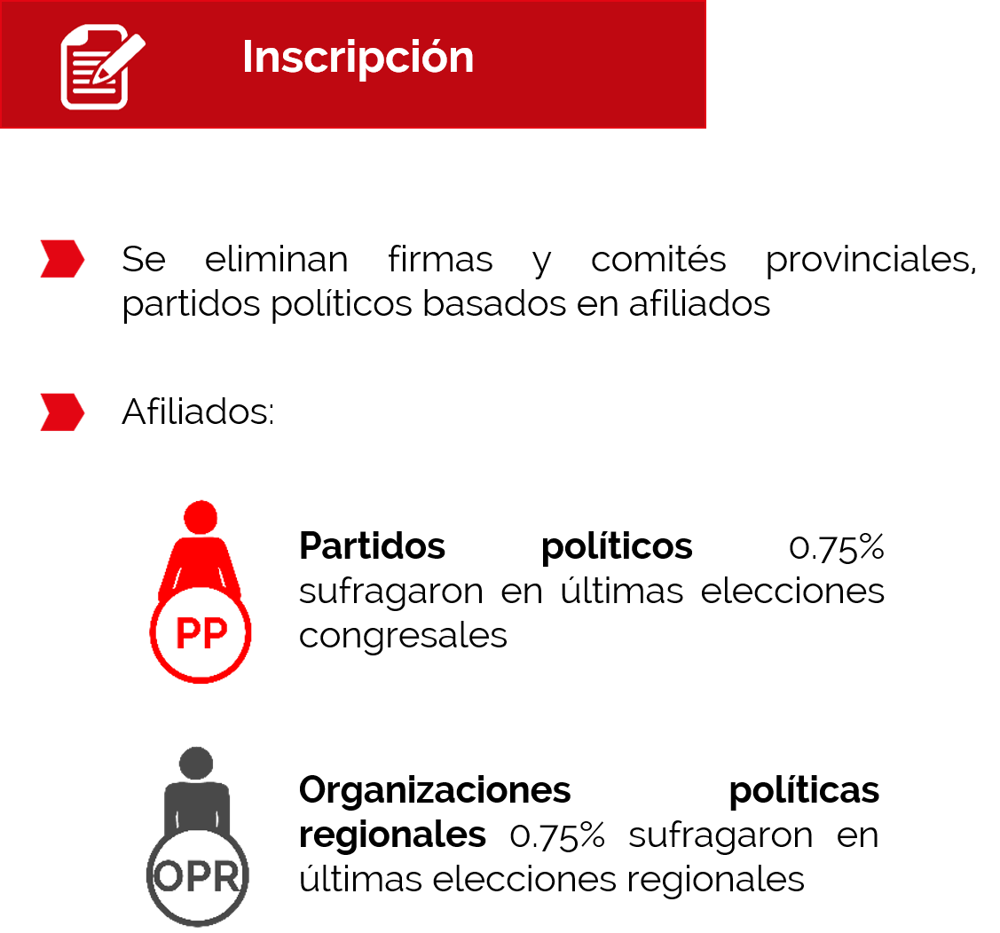 Inscripción
Se eliminan firmas y comités provinciales,
partidos políticos basados en afiliados
Afiliados:
PP
Partidos políticos 0.75%
sufragaron en últimas elecciones
congresales
OPR
Organizaciones políticas
regionales 0.75% sufragaron en
últimas elecciones regionales